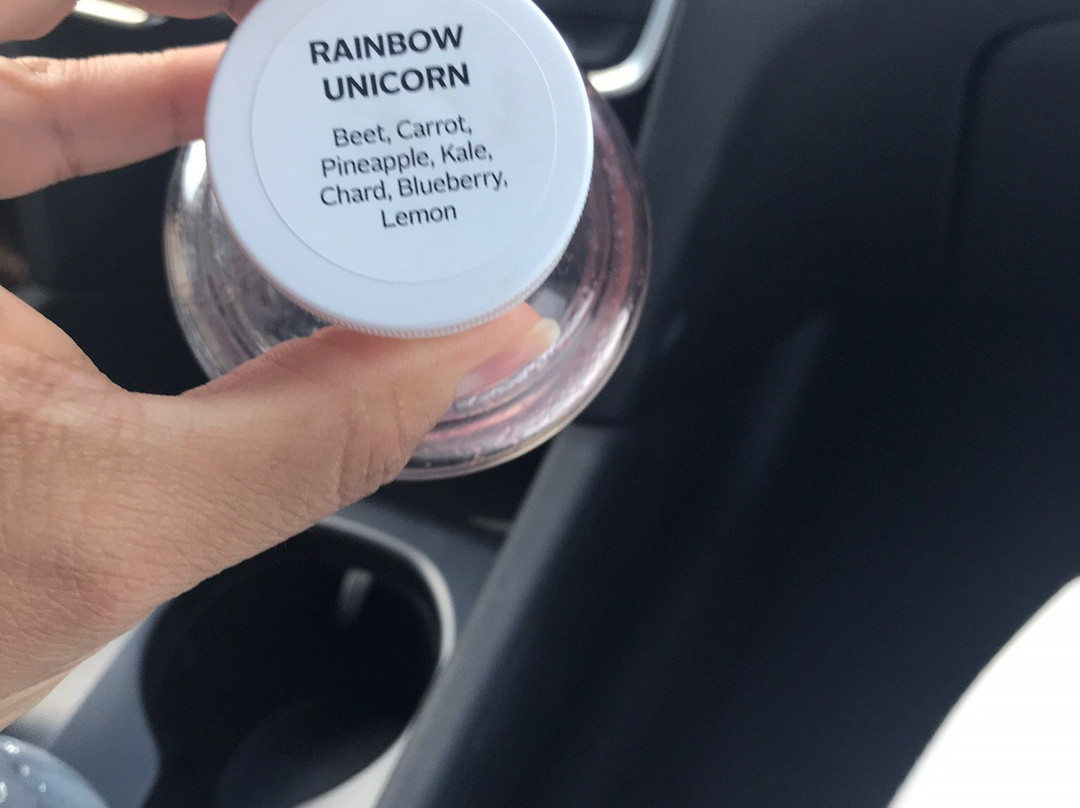 RAINBOW
UNICORN
Beet, Carrot,
Pineapple, Kale,
Chard, Blueberry,
Lemon